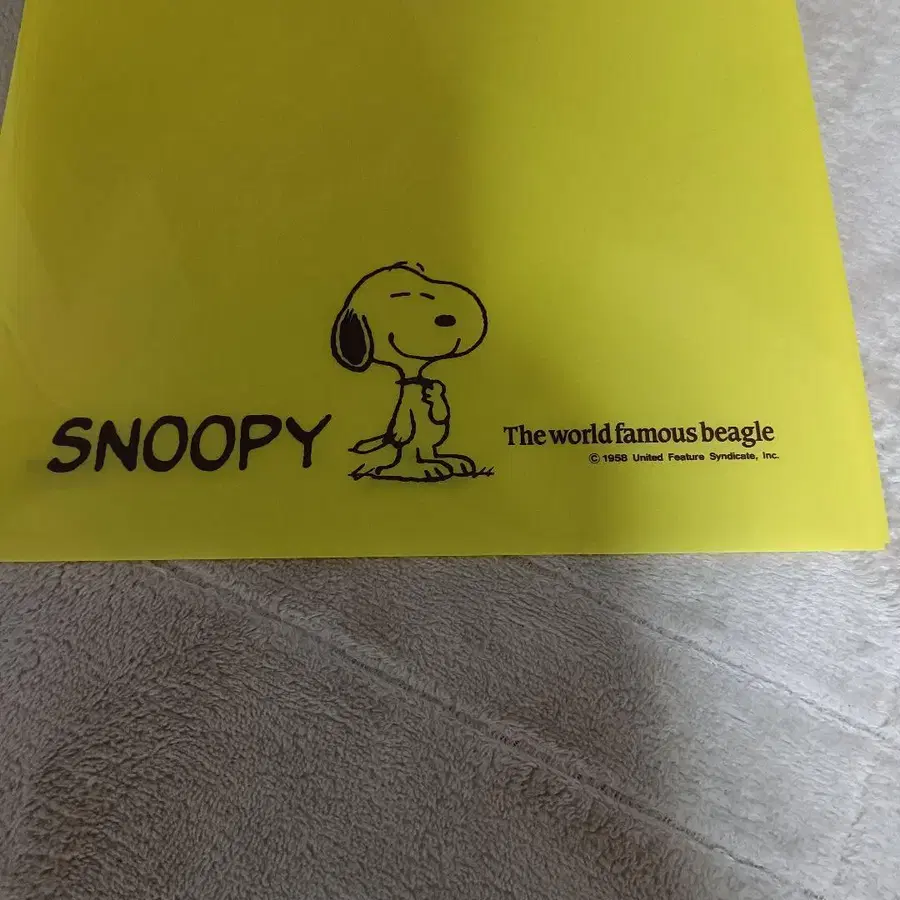 SNOOPY
The world famous beagle
© 1958 United Feature Syndicate, Inc.